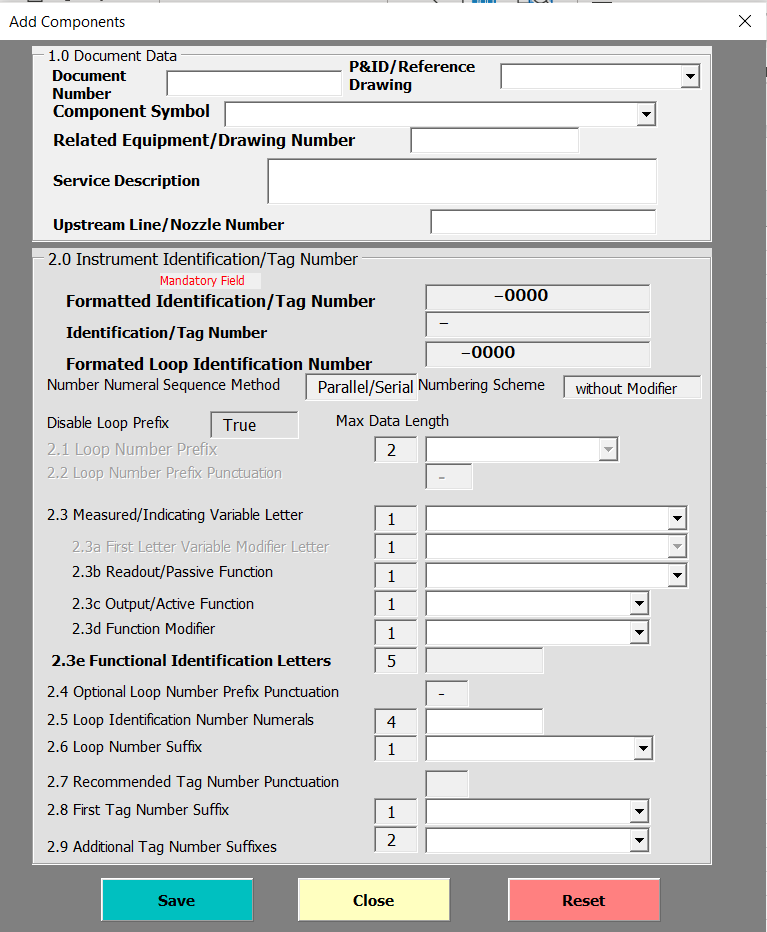 Add Components
1.0 Document Data
Document Number
P&ID/Reference Drawing
Component Symbol
Related Equipment/Drawing Number
Service Description
Upstream Line/Nozzle Number
2.0 Instrument Identification/Tag Number
Mandatory Field
Formatted Identification/Tag Number –0000
Identification/Tag Number –
Formated Loop Identification Number –0000
Number Numeral Sequence Method Parallel/Serial Numbering Scheme without Modifier
Disable Loop Prefix True Max Data Length
2.1 Loop Number Prefix 2
2.2 Loop Number Prefix Punctuation -
2.3 Measured/Indicating Variable Letter 1
2.3a First Letter Variable Modifier Letter 1
2.3b Readout/Passive Function 1
2.3c Output/Active Function 1
2.3d Function Modifier 1
2.3e Functional Identification Letters 5
2.4 Optional Loop Number Prefix Punctuation -
2.5 Loop Identification Number Numerals 4
2.6 Loop Number Suffix 1
2.7 Recommended Tag Number Punctuation
2.8 First Tag Number Suffix 1
2.9 Additional Tag Number Suffixes 2
Save Close Reset